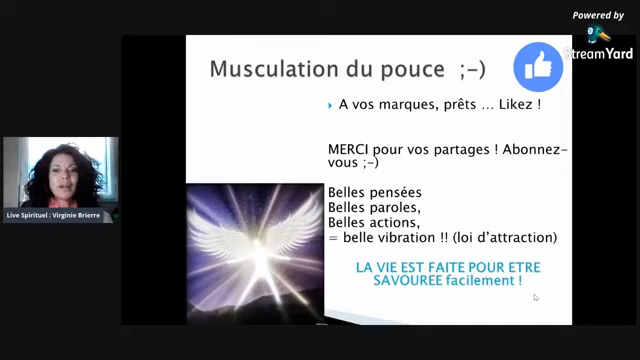 Powered by
StreamYard
Musculation du pouce ;-)
A vos marques, prêts ... Likez !
MERCI pour vos partages ! Abonnez-
vous ;-)
Belles pensées
Belles paroles,
Belles actions,
= belle vibration !! (loi d'attraction)
LA VIE EST FAITE POUR ETRE
SAVOUREE facilement !
Live Spirituel : Virginie Brierre